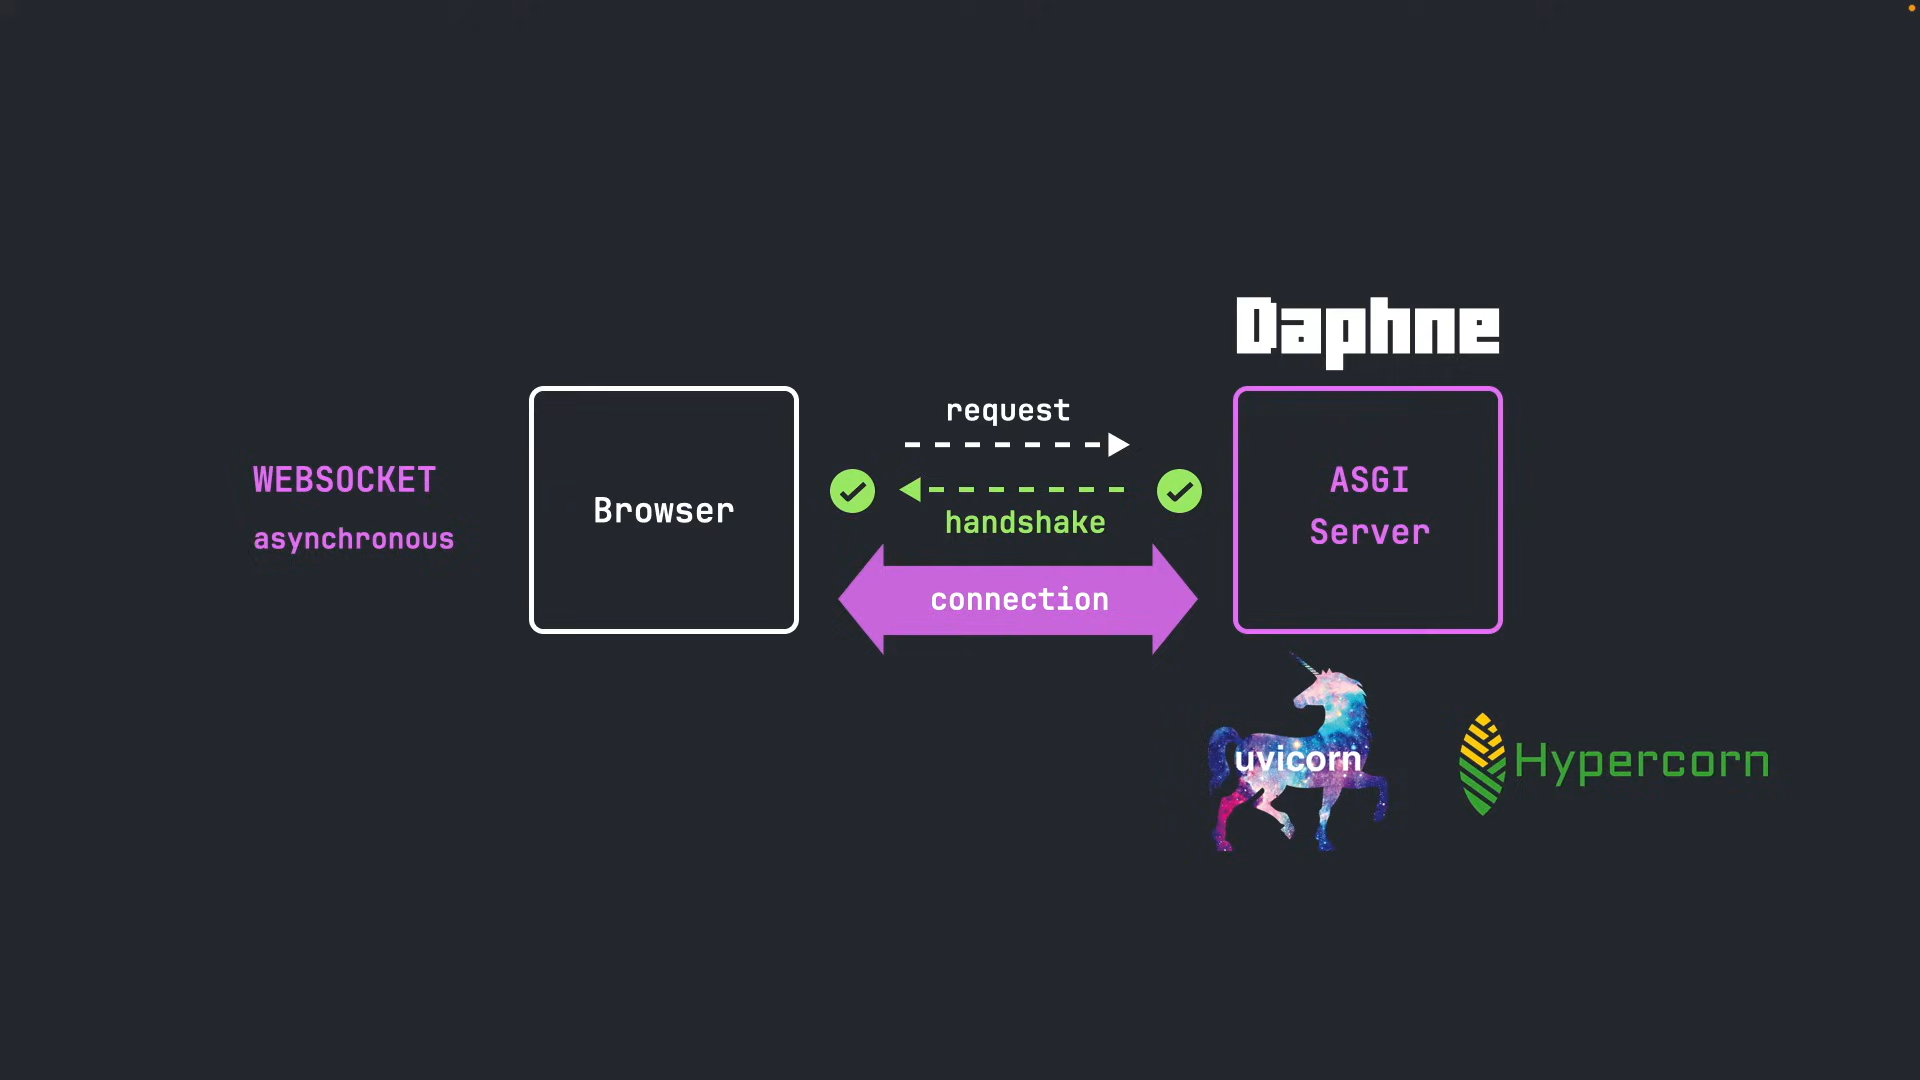 Daphne
request
WEBSOCKET
asynchronous
Browser
handshake
connection
ASGI
Server
uvicorn
Hypercorn